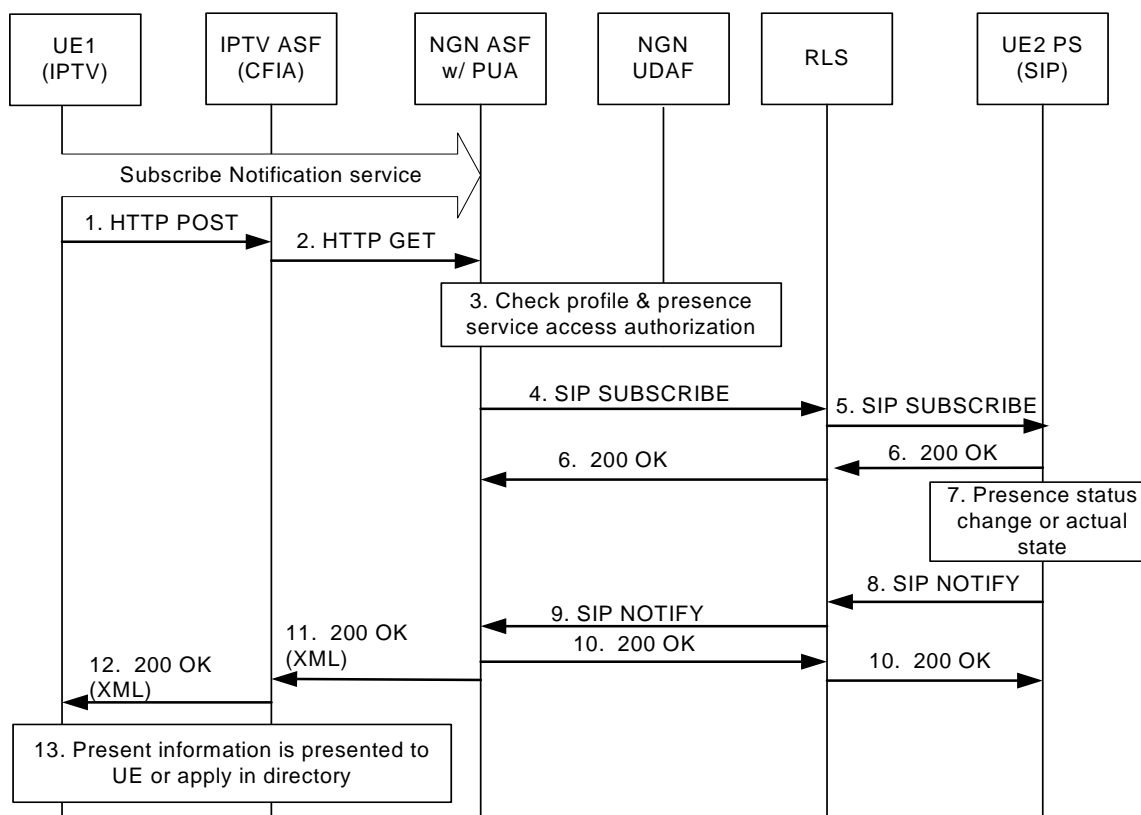 UE1
(IPTV)
IPTV ASF
(CFIA)
NGN ASF
w/ PUA
NGN
UDAF
RLS
UE2 PS
(SIP)
Subscribe Notification service
1. HTTP POST
2. HTTP GET
3. Check profile & presence
service access authorization
4. SIP SUBSCRIBE
5. SIP SUBSCRIBE
6. 200 OK
6. 200 OK
7. Presence status
change or actual
state
8. SIP NOTIFY
9. SIP NOTIFY
10. 200 OK
10. 200 OK
11. 200 OK
(XML)
12. 200 OK
(XML)
13. Present information is presented to
UE or apply in directory